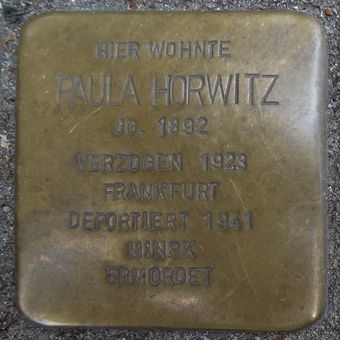 HIER WOHNTE
PAULA HORWITZ
JG. 1892
VERZOGEN 1923
FRANKFURT
DEPORTIERT 1941
MINSK
ERMORDET